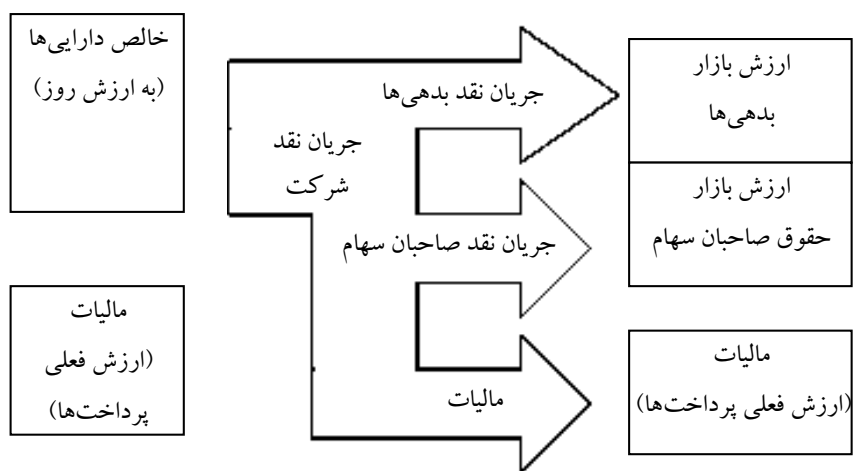 خالص دارایی‌ها
(به ارزش روز)
جریان نقد بدهی‌ها
ارزش بازار
بدهی‌ها
جریان نقد
شرکت
ارزش بازار
حقوق صاحبان سهام
جریان نقد صاحبان سهام
مالیات
(ارزش فعلی
پرداخت‌ها)
مالیات
مالیات
(ارزش فعلی پرداخت‌ها)